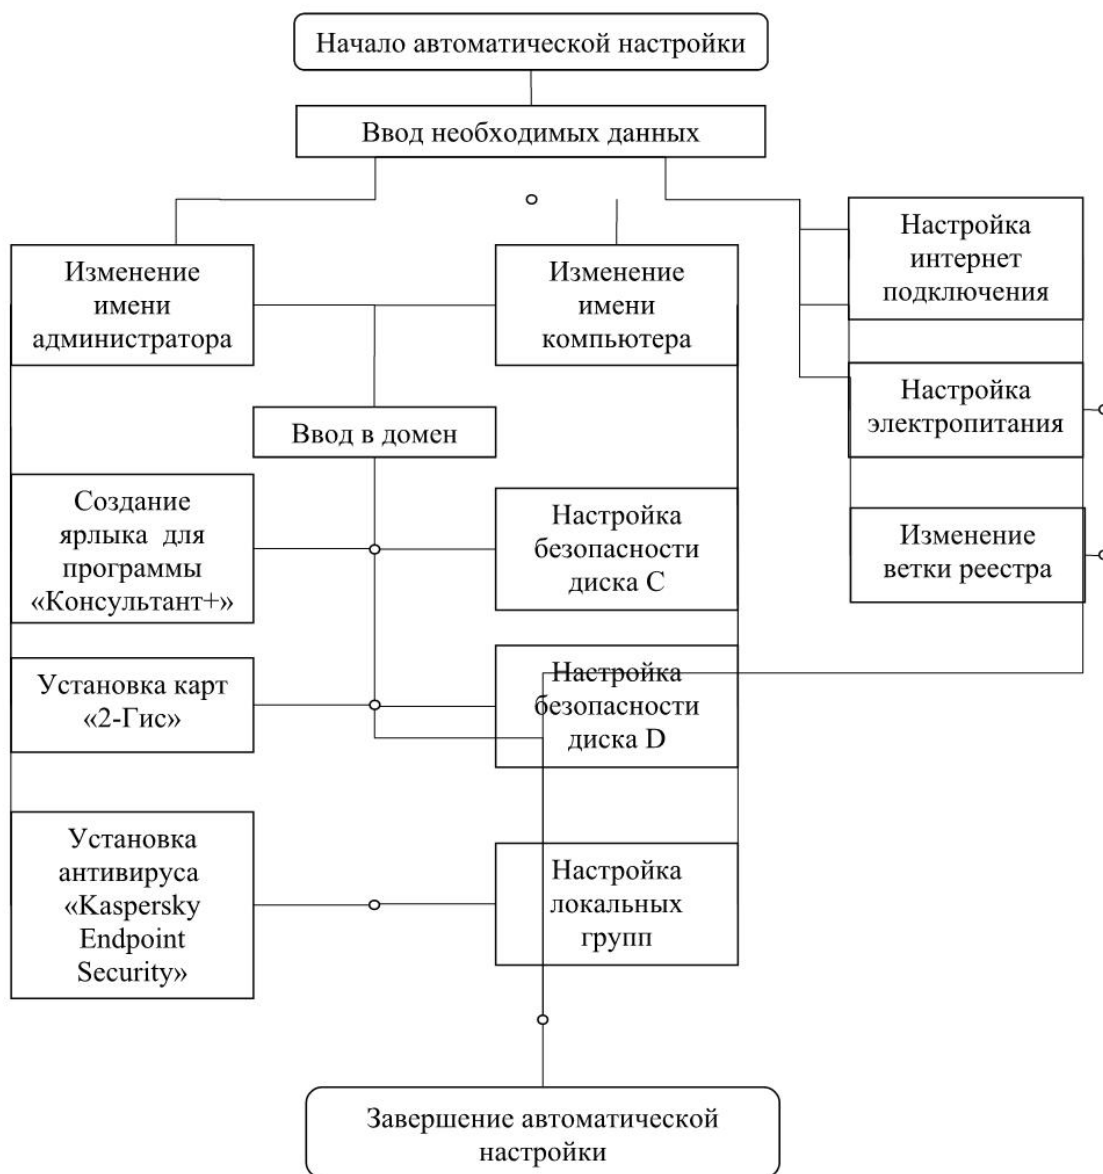 Начало автоматической настройки
Ввод необходимых данных
Изменение
имени
администратора
Изменение
имени
компьютера
Настройка
интернет
подключения
Ввод в домен
Настройка
электропитания
Создание
ярлыка для
программы
«Консультант+»
Настройка
безопасности
диска С
Изменение
ветки реестра
Установка карт
«2-Гис»
Настройка
безопасности
диска D
Установка
антивируса
«Kaspersky
Endpoint
Security»
Настройка
локальных
групп
Завершение автоматической
настройки